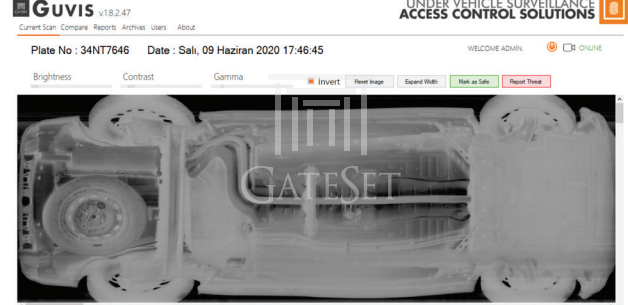 GUVIS v.1.8.2.47
UNDER VEHICLE SURVEILLANCE
ACCESS CONTROL SOLUTIONS
Current Scan Compare Reports Archives Users About
Plate No : 34NT7646 Date : Salı, 09 Haziran 2020 17:46:45
WELCOME ADMIN ONLINE
Brightness Contrast Gamma Invert Reset Image Expand Width Mark as Safe Report Threat
GATESET